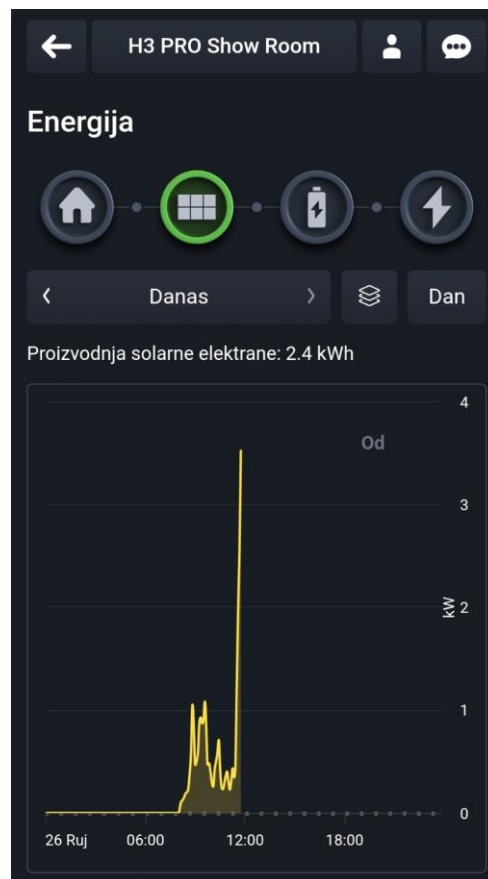 H3 PRO Show Room
Energija
Danas
Dan
Proizvodnja solarne elektrane: 2.4 kWh
4
Od
3
kW
2
1
0
26 Ruj 06:00 12:00 18:00